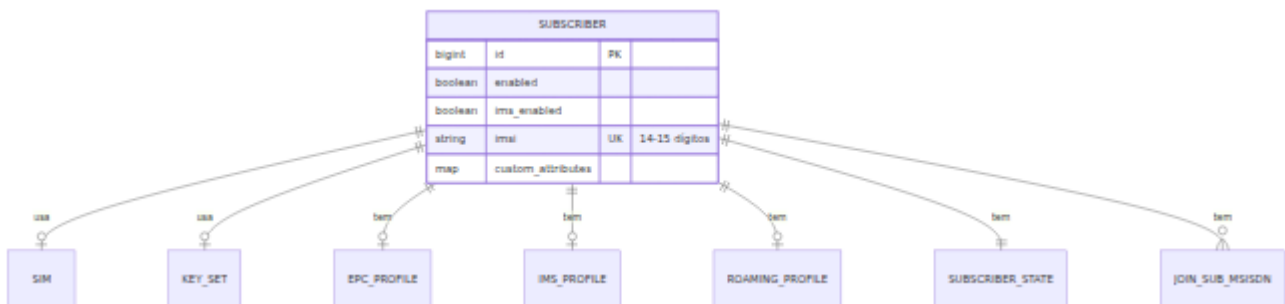 SUBSCRIBER
bigint id PK
boolean enabled
boolean ims_enabled
string imsi UK 14-15 dígitos
map custom_attributes
usa usa tem tem tem tem tem
SIM KEY_SET EPC_PROFILE IMS_PROFILE ROAMING_PROFILE SUBSCRIBER_STATE JOIN_SUB_MSISDN